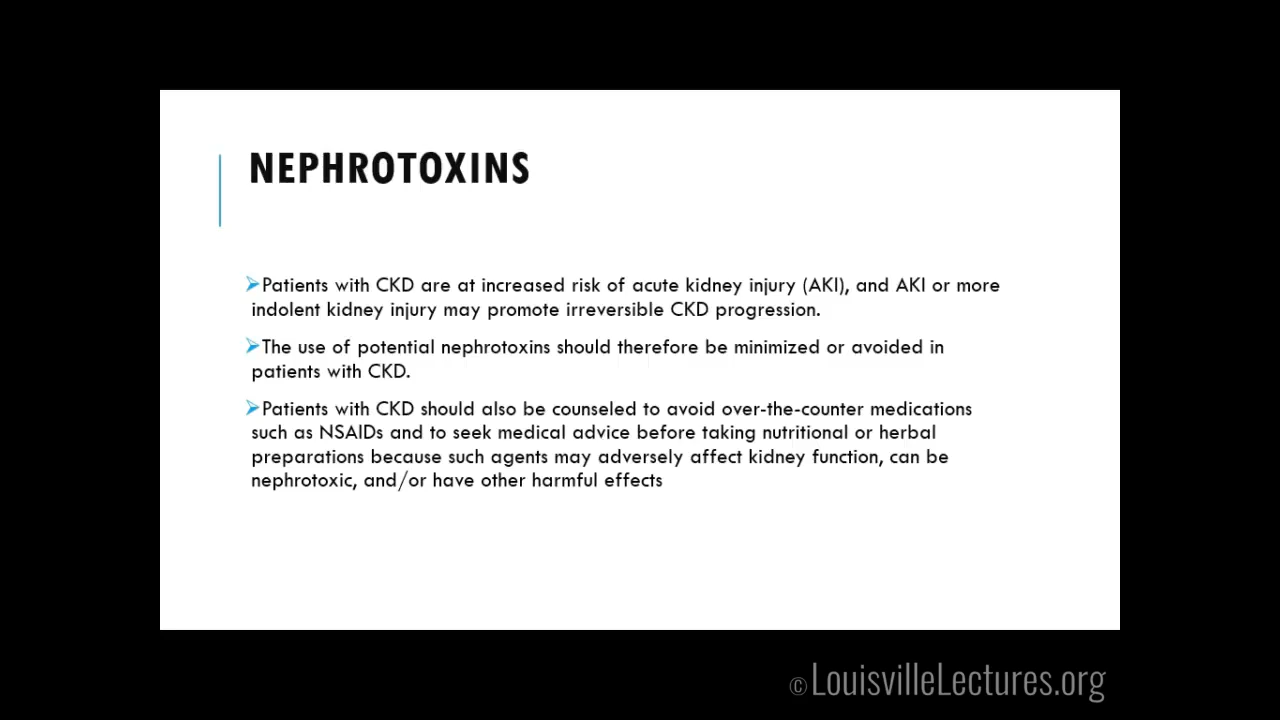 NEPHROTOXINS
➢Patients with CKD are at increased risk of acute kidney injury (AKI), and AKI or more
indolent kidney injury may promote irreversible CKD progression.
➢The use of potential nephrotoxins should therefore be minimized or avoided in
patients with CKD.
➢Patients with CKD should also be counseled to avoid over-the-counter medications
such as NSAIDs and to seek medical advice before taking nutritional or herbal
preparations because such agents may adversely affect kidney function, can be
nephrotoxic, and/or have other harmful effects
© LouisvilleLectures.org